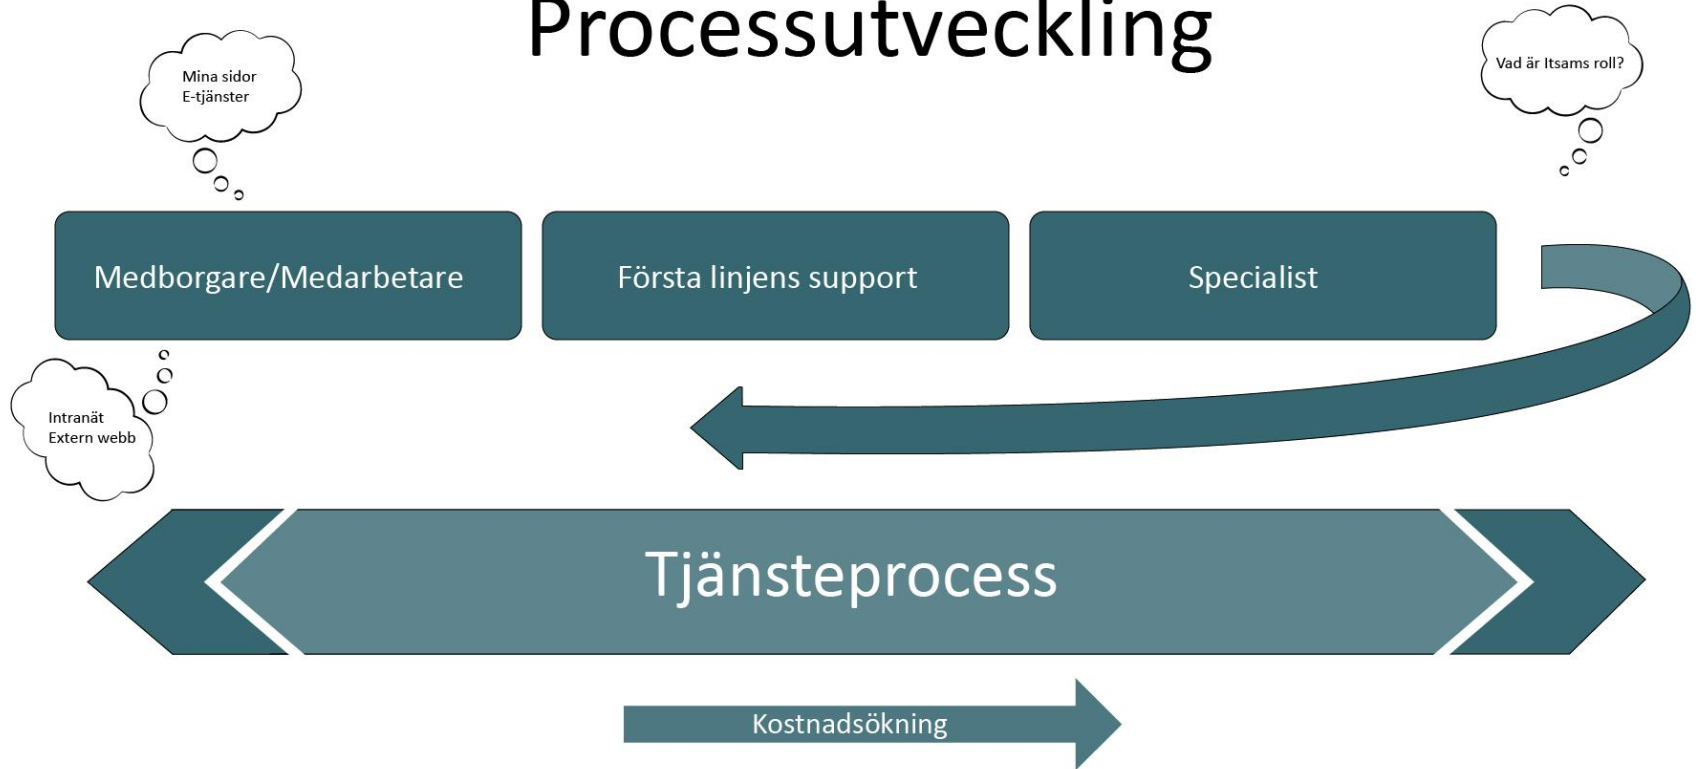 Processutveckling
Mina sidor
E-tjänster
Vad är Itsams roll?
Medborgare/Medarbetare
Första linjens support
Specialist
Intranät
Extern webb
Tjänsteprocess
Kostnadsökning